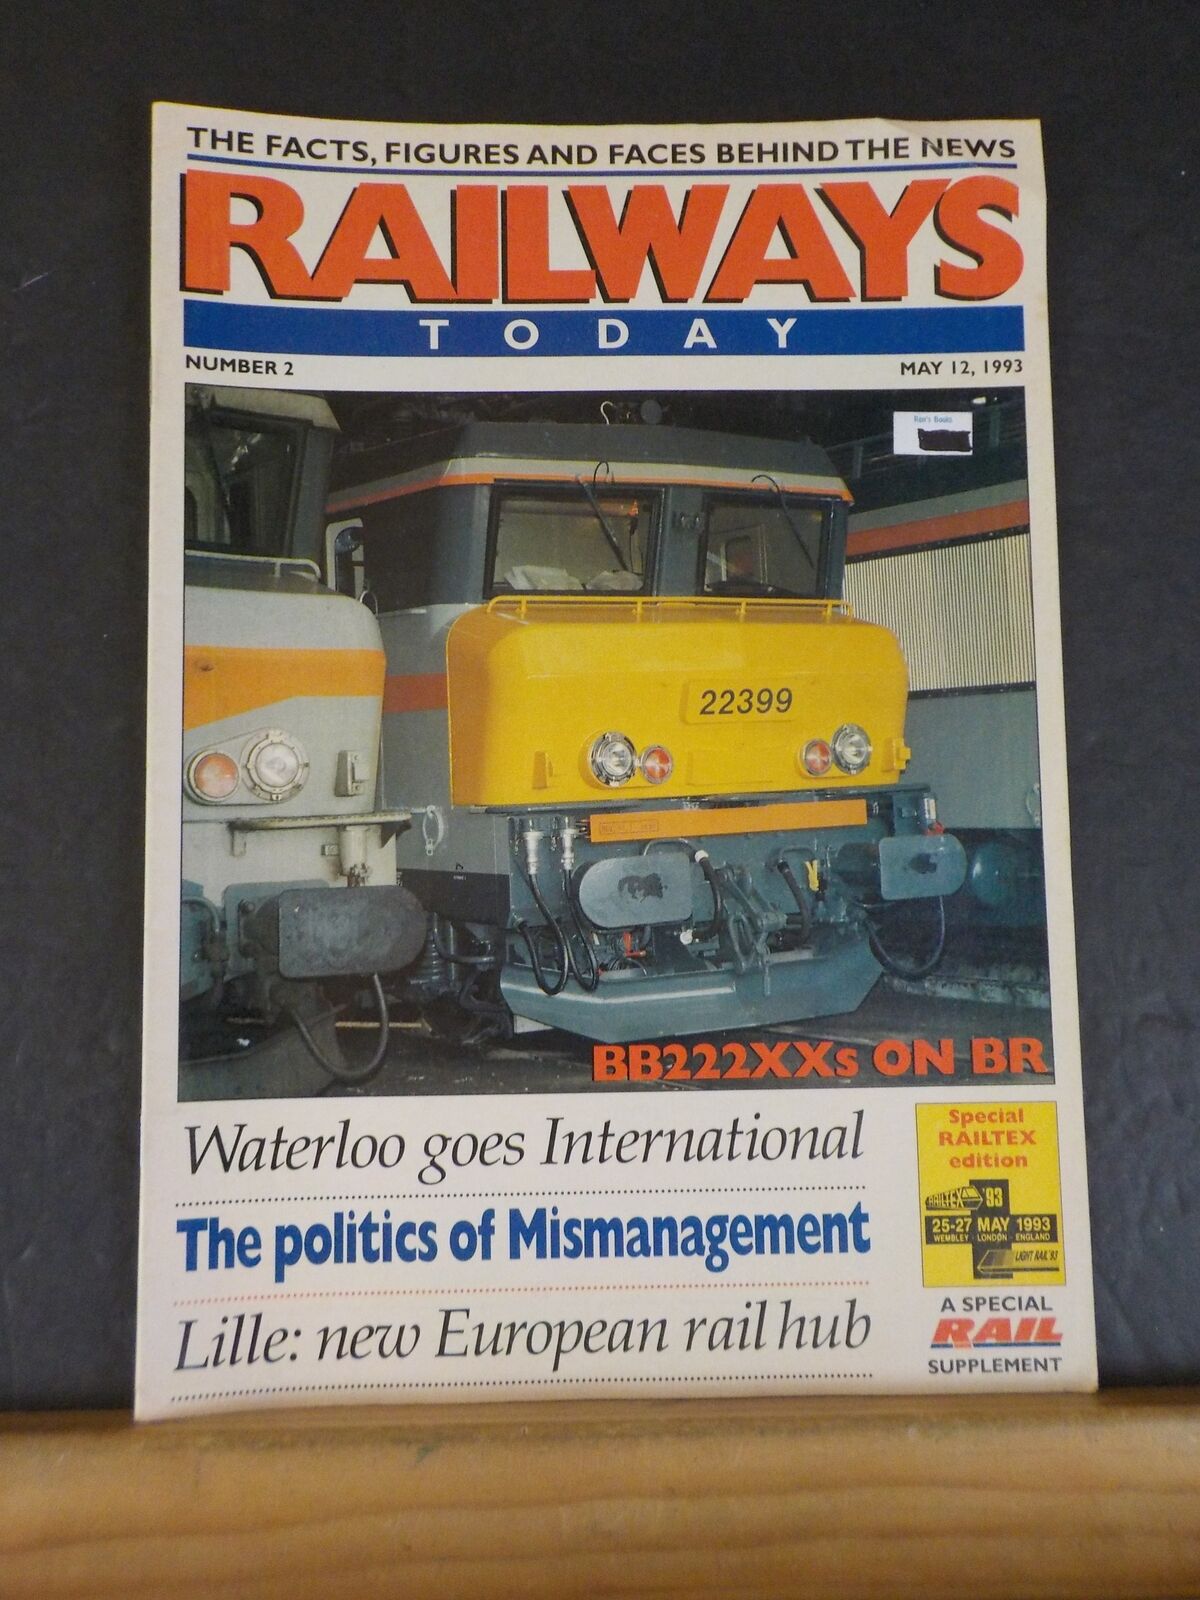 THE FACTS, FIGURES AND FACES BEHIND THE NEWS
RAILWAYS
TODAY
NUMBER 2
MAY 12, 1993
Ron's Books
22399
BB222XXs ON BR
Waterloo goes International
The politics of Mismanagement
Lille: new European rail hub
Special
RAILTEX
edition
RAILTEX '93
25-27 MAY 1993
WEMBLEY · LONDON · ENGLAND
LIGHT RAIL '93
A SPECIAL
RAIL
SUPPLEMENT